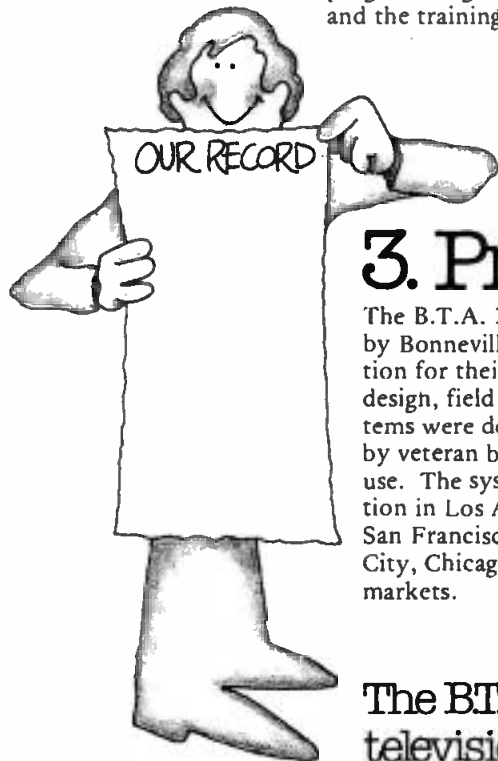 and the training
OUR RECORD
3. Pr
The B.T.A.
by Bonnevill
tion for their
design, field
tems were de
by veteran b
use. The sys
tion in Los A
San Francisc
City, Chicag
markets.
The B.T.
televisio